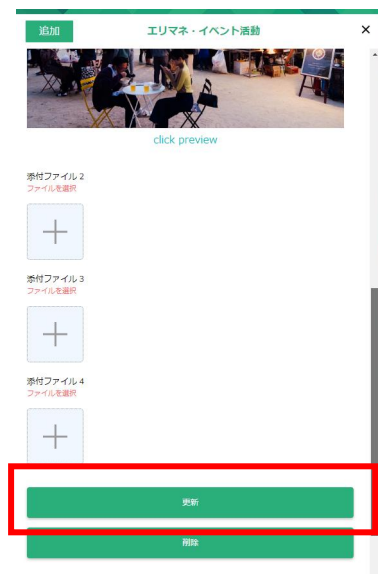 追加
エリマネ・イベント活動
×
click preview
添付ファイル 2
ファイルを選択
添付ファイル 3
ファイルを選択
添付ファイル 4
ファイルを選択
更新
削除